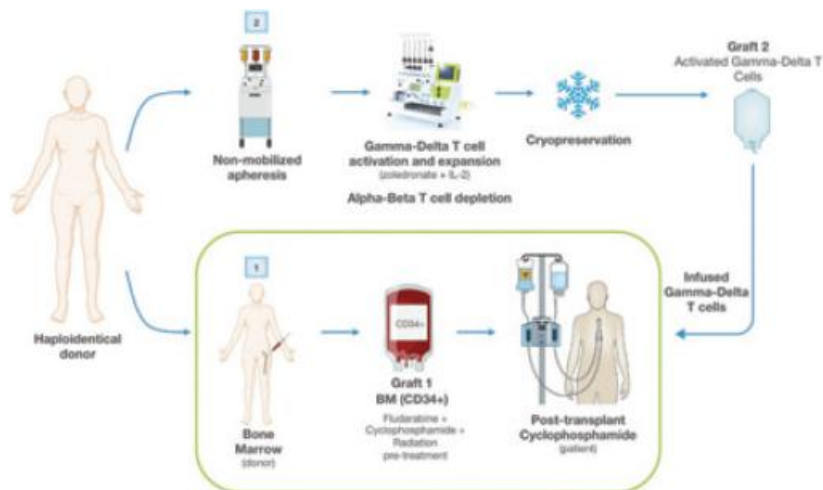 2
Graft 2
Activated Gamma-Delta T
Cells
Non-mobilized
apheresis
Gamma-Delta T cell
activation and expansion
(zoledronate + IL-2)
Alpha-Beta T cell depletion
Cryopreservation
Haploidentical
donor
Infused
Gamma-Delta
T cells
1
CD34+
Bone
Marrow
(donor)
Graft 1
BM (CD34+)
Fludarabine +
Cyclophosphamide +
Radiation
pre-treatment
Post-transplant
Cyclophosphamide
(patient)